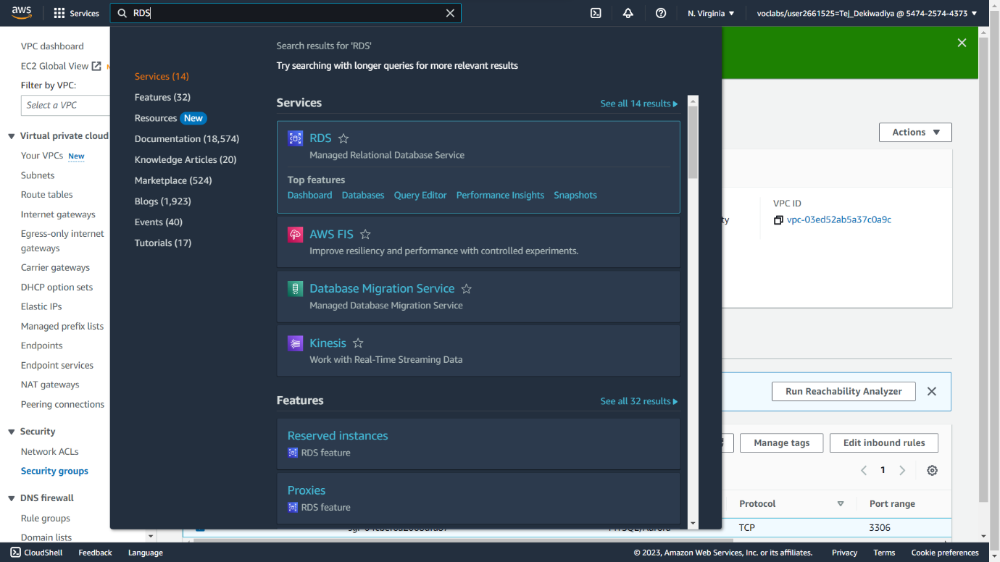 aws
Services
RDS
N. Virginia
voclabs/user2661525=Tej_Dekiwadiya @ 5474-2574-4373
VPC dashboard
EC2 Global View
Filter by VPC:
Select a VPC
Virtual private cloud
Your VPCs New
Subnets
Route tables
Internet gateways
Egress-only internet
gateways
Carrier gateways
DHCP option sets
Elastic IPs
Managed prefix lists
Endpoints
Endpoint services
NAT gateways
Peering connections
Security
Network ACLs
Security groups
DNS firewall
Rule groups
Domain lists
Services (14)
Features (32)
Resources New
Documentation (18,574)
Knowledge Articles (20)
Marketplace (524)
Blogs (1,923)
Events (40)
Tutorials (17)
Search results for 'RDS'
Try searching with longer queries for more relevant results
Services
See all 14 results
RDS
Managed Relational Database Service
Top features
Dashboard Databases Query Editor Performance Insights Snapshots
AWS FIS
Improve resiliency and performance with controlled experiments.
Database Migration Service
Managed Database Migration Service
Kinesis
Work with Real-Time Streaming Data
Features
See all 32 results
Reserved instances
RDS feature
Proxies
RDS feature
Actions
VPC ID
vpc-03ed52ab5a37c0a9c
Run Reachability Analyzer
Manage tags
Edit inbound rules
1
Protocol
Port range
TCP
3306
CloudShell
Feedback
Language
© 2023, Amazon Web Services, Inc. or its affiliates.
Privacy
Terms
Cookie preferences